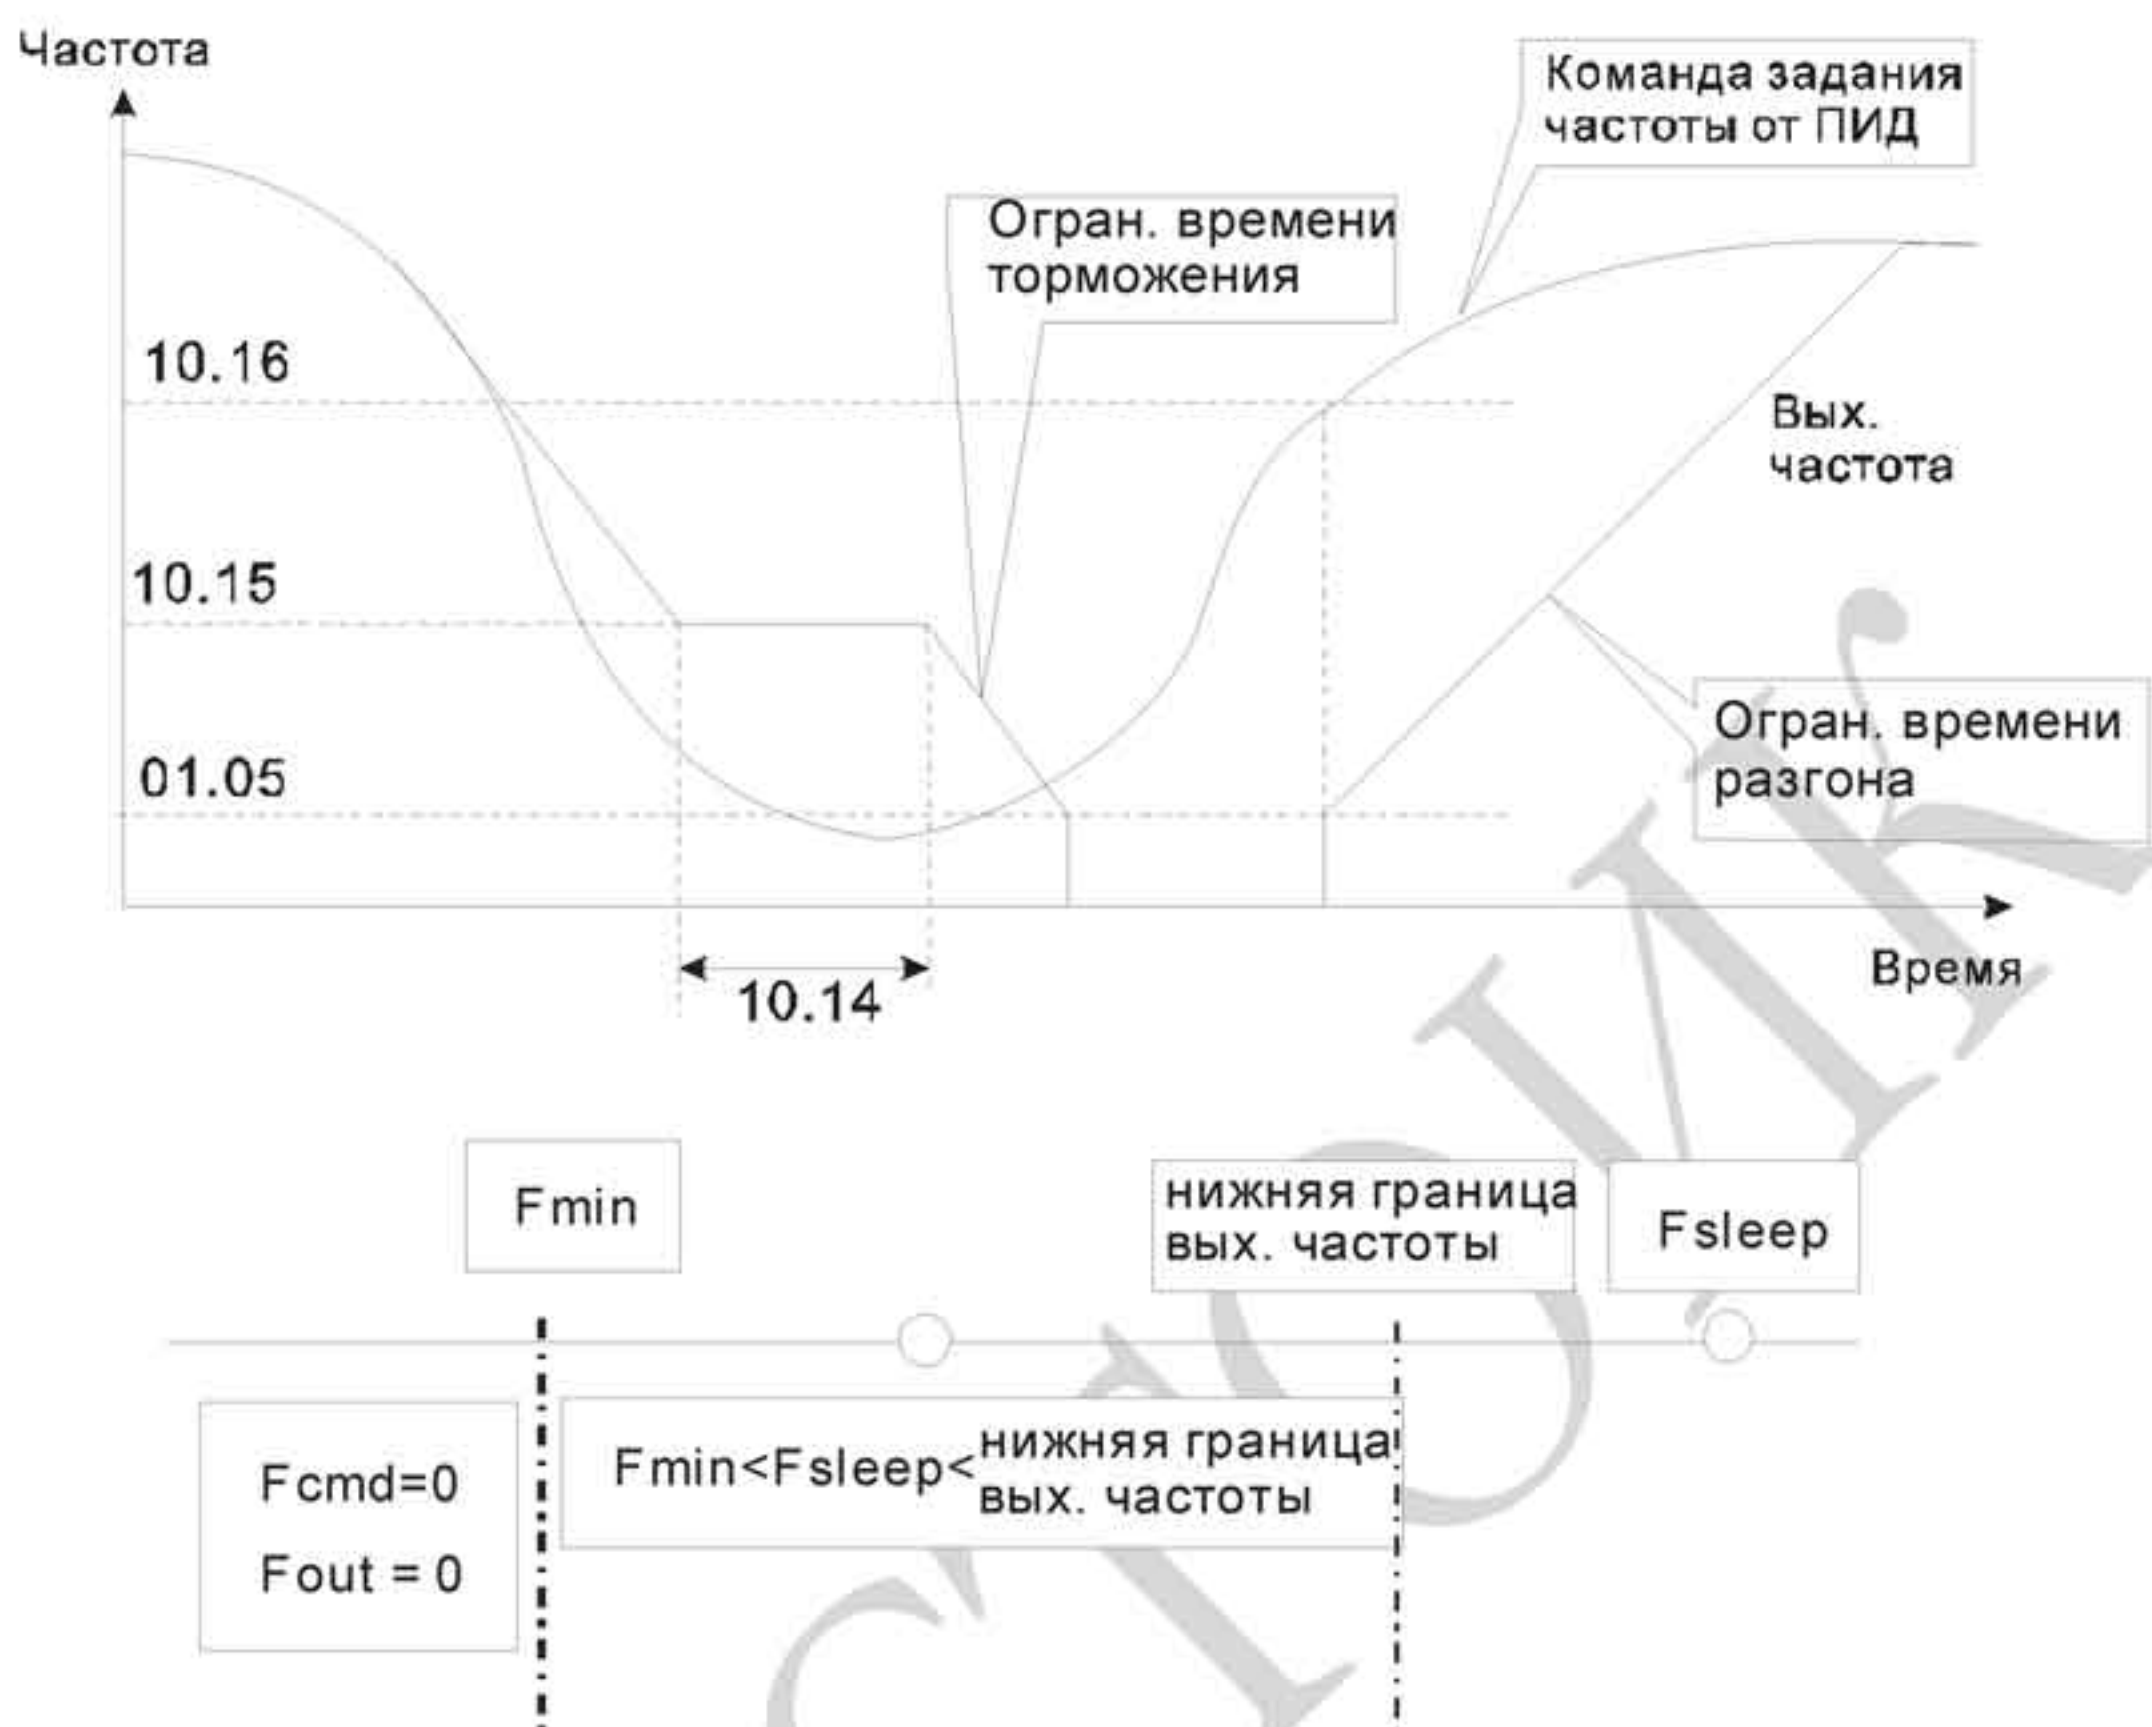 Частота
Команда задания
частоты от ПИД
Огран. времени
торможения
10.16
Вых.
частота
10.15
Огран. времени
разгона
01.05
Время
10.14
Fmin
нижняя граница
вых. частоты
Fsleep
Fcmd=0
Fout = 0
Fmin<Fsleep<
нижняя граница
вых. частоты